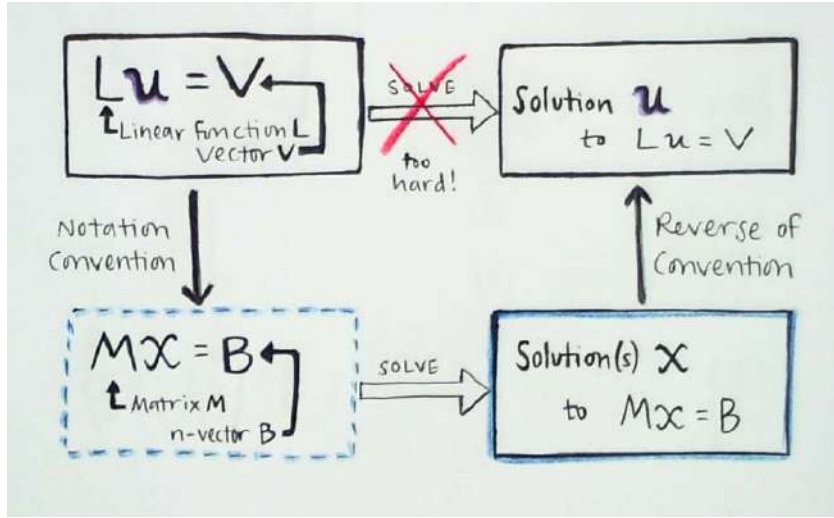 Lu = V
Linear Function L
Vector V
SOLVE
too
hard!
Solution u
to Lu = V
Notation
Convention
Reverse of
Convention
Mx = B
Matrix M
n-vector B
SOLVE
Solution(s) x
to Mx = B